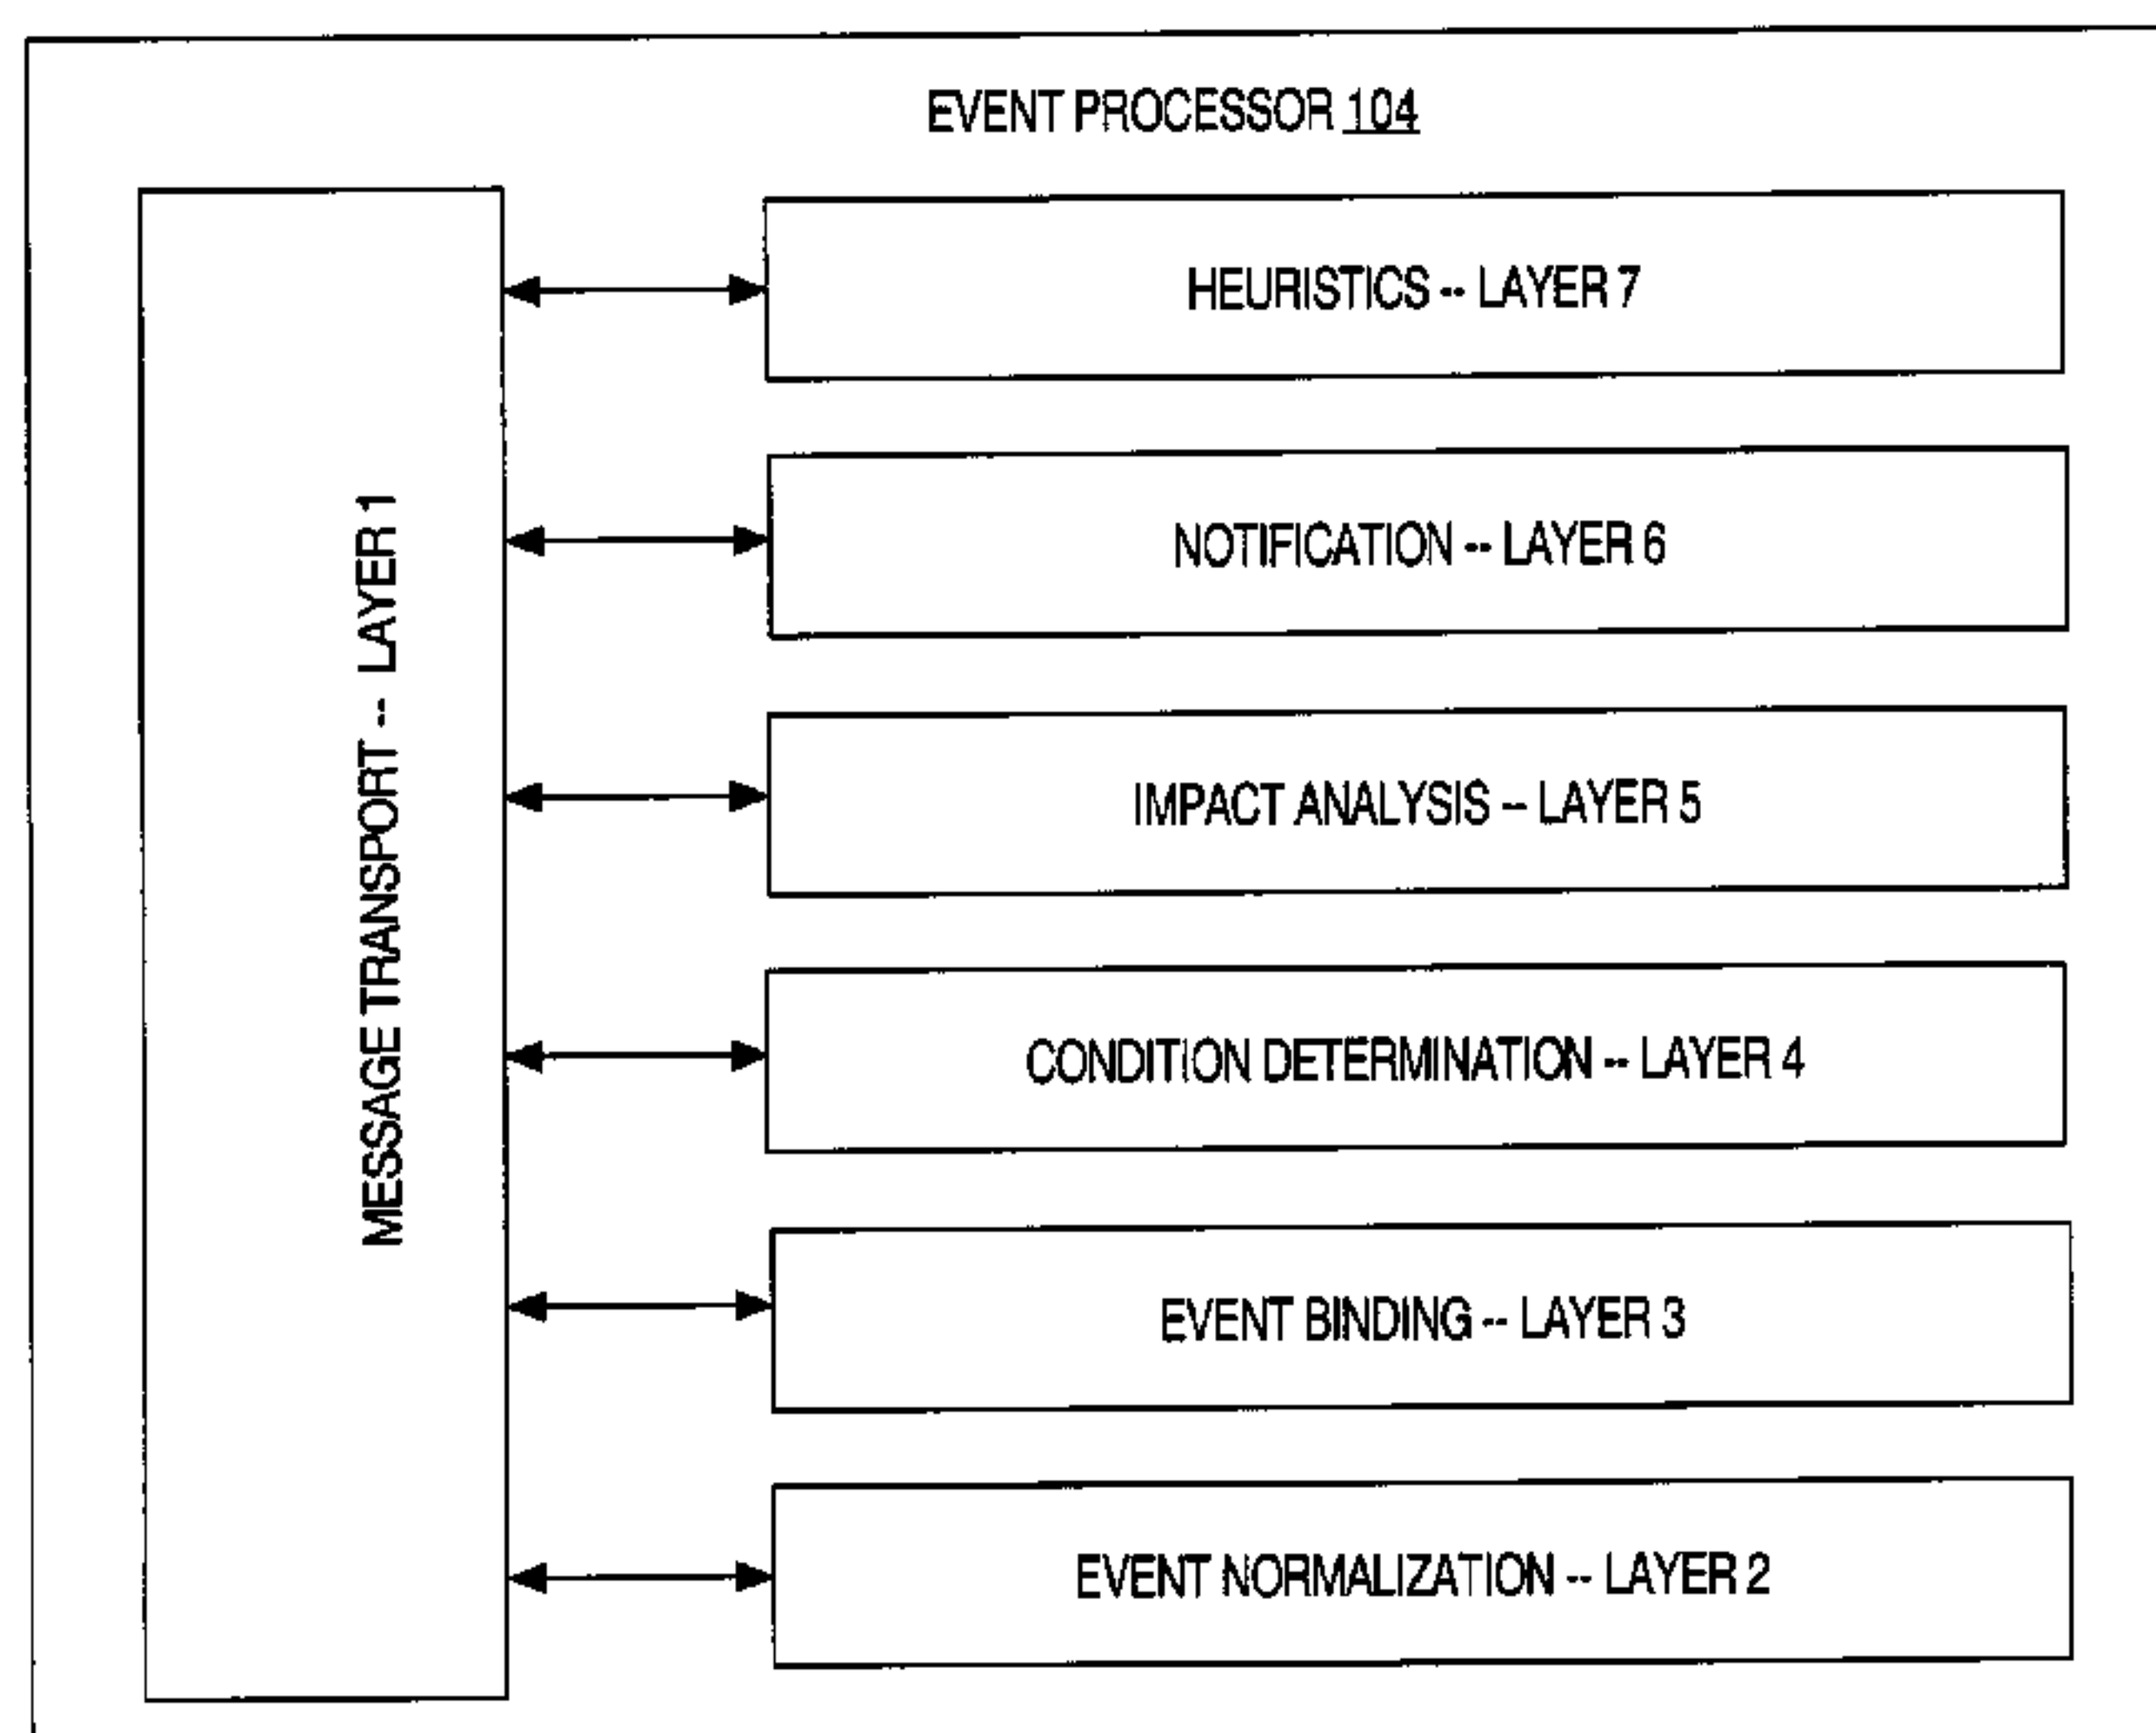 EVENT PROCESSOR 104
MESSAGE TRANSPORT -- LAYER 1
HEURISTICS -- LAYER 7
NOTIFICATION -- LAYER 6
IMPACT ANALYSIS -- LAYER 5
CONDITION DETERMINATION -- LAYER 4
EVENT BINDING -- LAYER 3
EVENT NORMALIZATION -- LAYER 2